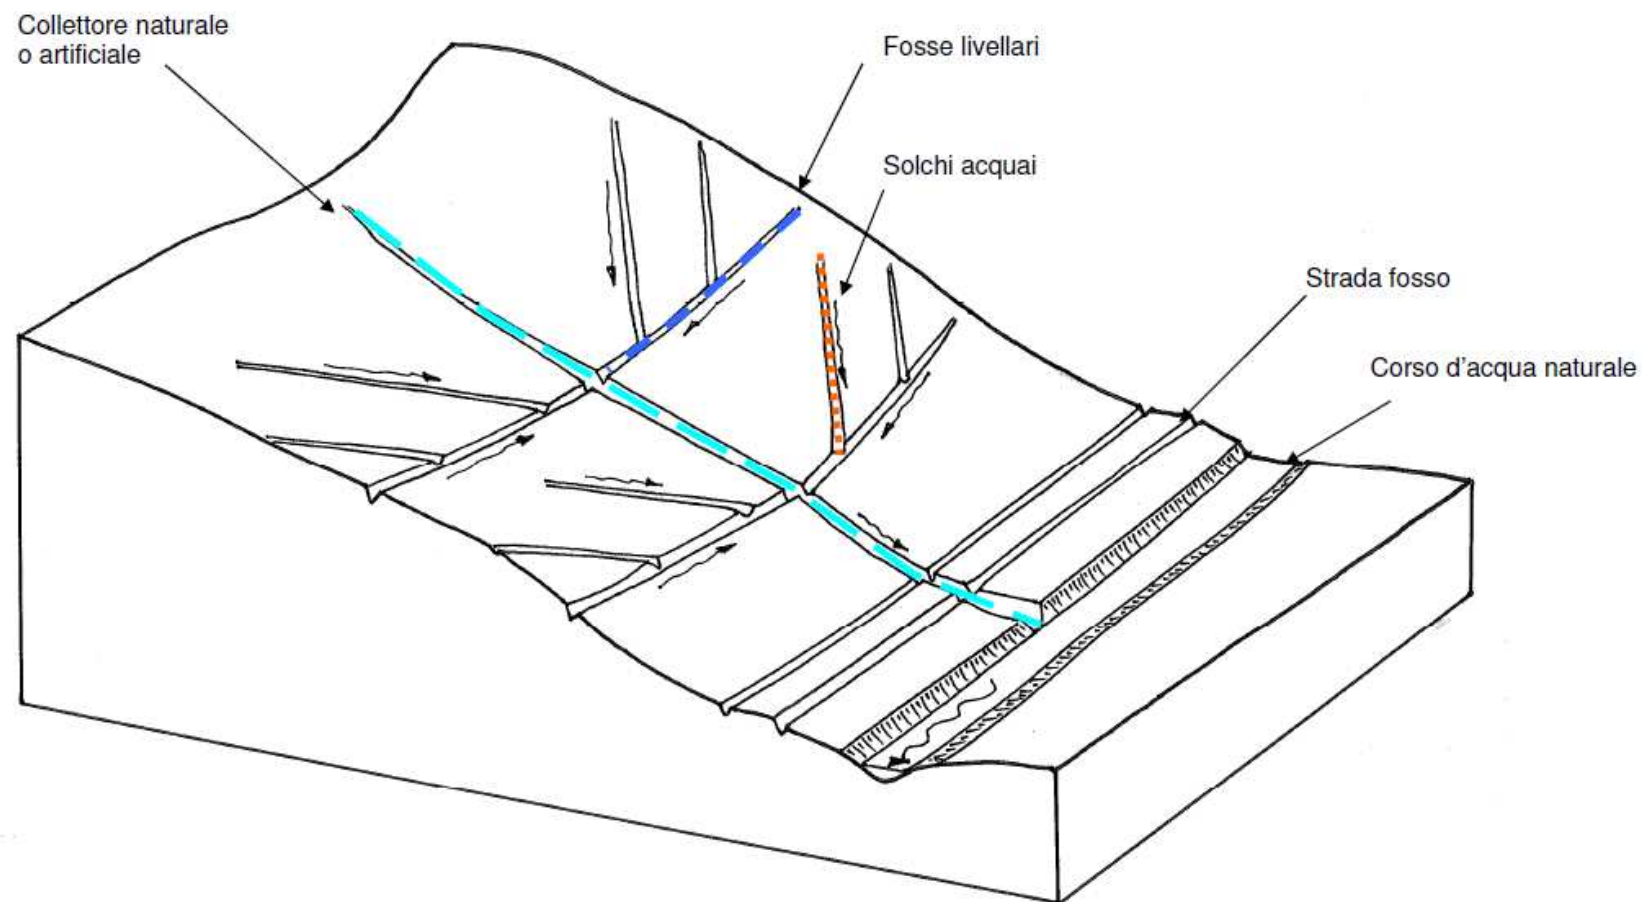 Collettore naturale
o artificiale
Fosse livellari
Solchi acquai
Strada fosso
Corso d'acqua naturale